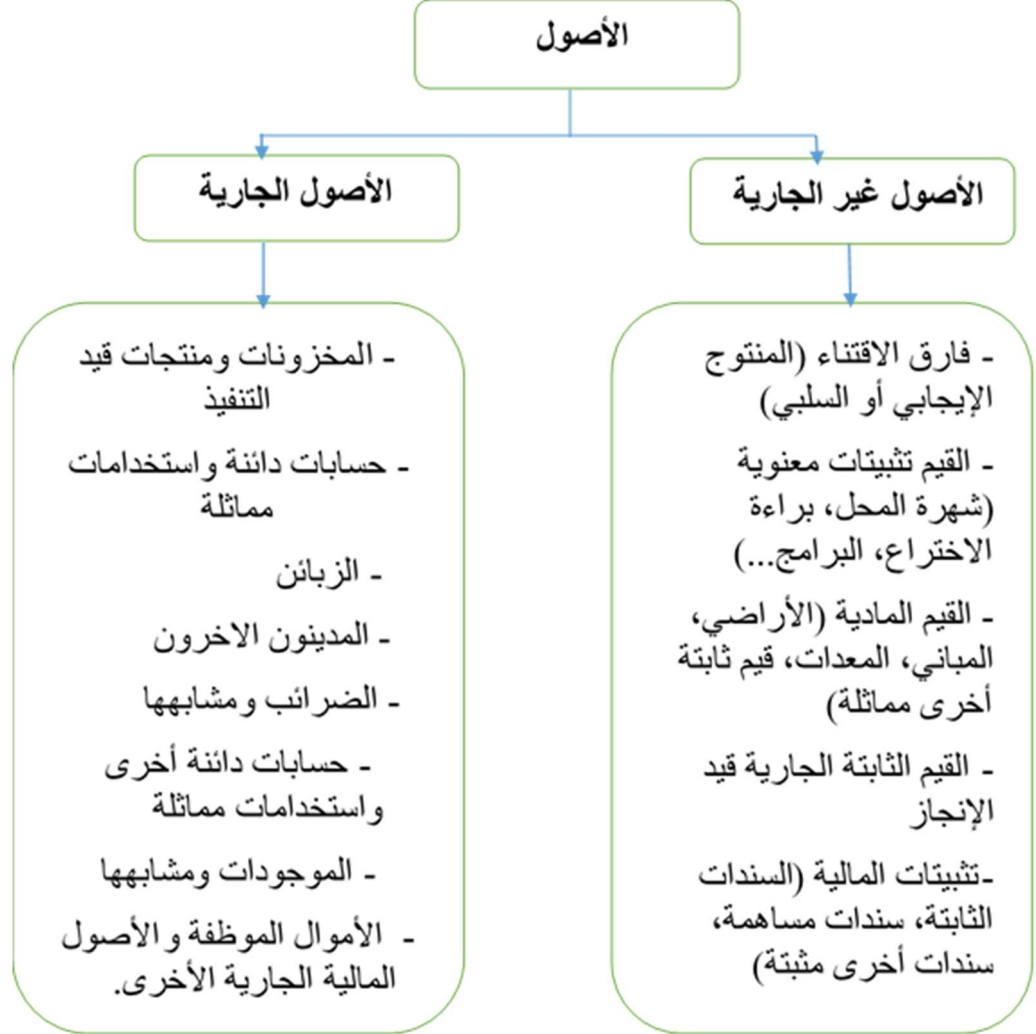 الأصول
الأصول غير الجارية
- فارق الاقتناء (المنتوج
الإيجابي أو السلبي)
- القيم تثبيتات معنوية
(شهرة المحل، براءة
الاختراع، البرامج...)
- القيم المادية (الأراضي،
المباني، المعدات، قيم ثابتة
أخرى مماثلة)
- القيم الثابتة الجارية قيد
الإنجاز
-تثبيتات المالية (السندات
الثابتة، سندات مساهمة،
سندات أخرى مثبتة)
الأصول الجارية
- المخزونات ومنتجات قيد
التنفيذ
- حسابات دائنة واستخدامات
مماثلة
- الزبائن
- المدينون الاخرون
- الضرائب ومشابهها
- حسابات دائنة أخرى
واستخدامات مماثلة
- الموجودات ومشابهها
- الأموال الموظفة والأصول
المالية الجارية الأخرى.